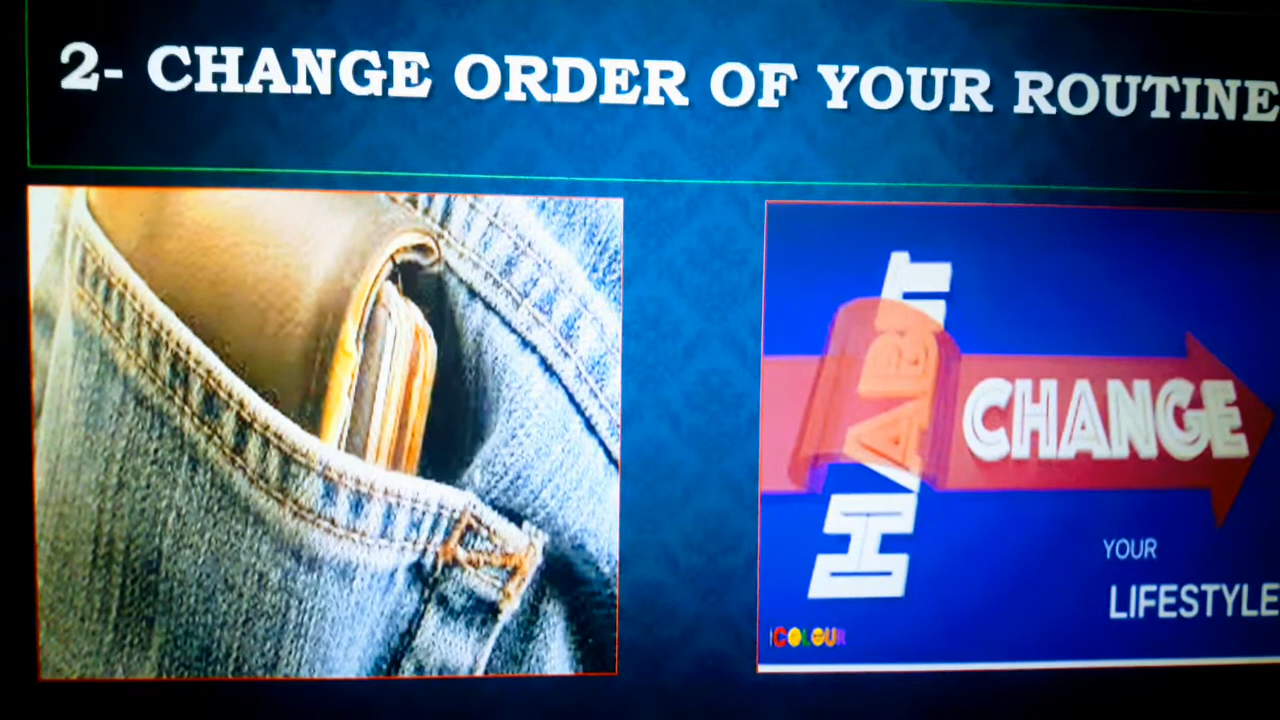 2- CHANGE ORDER OF YOUR ROUTINE
HABIT
CHANGE
YOUR
LIFESTYLE
iCOLOUR